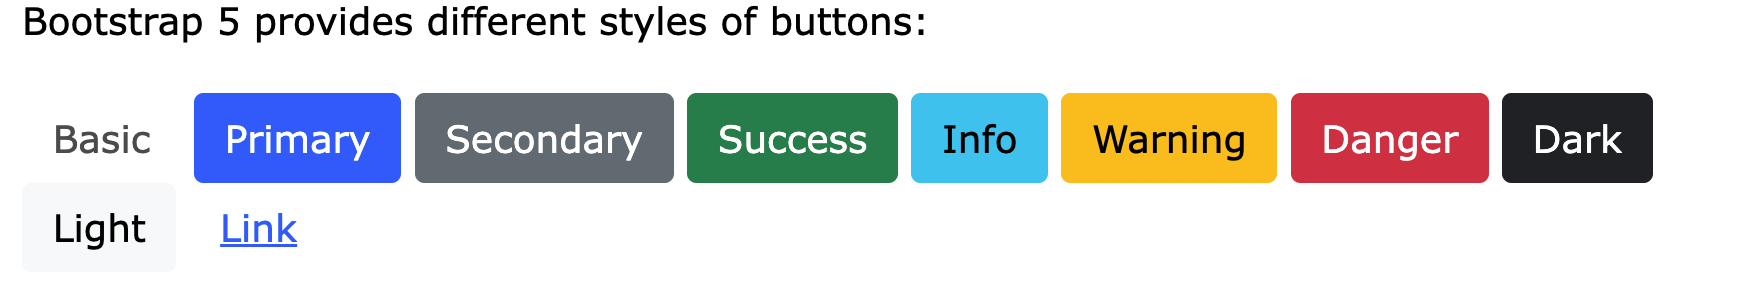 Bootstrap 5 provides different styles of buttons:
Basic Primary Secondary Success Info Warning Danger Dark
Light Link